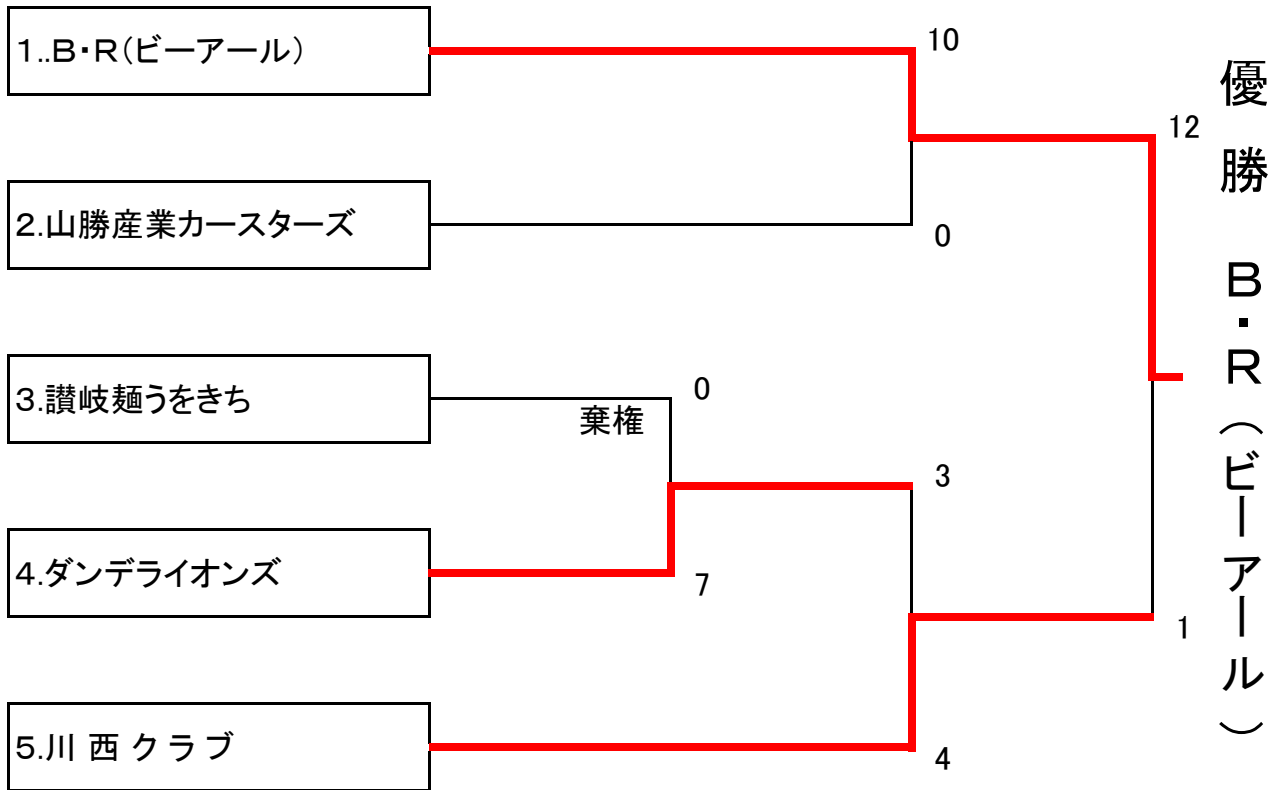 1..B・R(ビーアール)
10
12
2.山勝産業カースターズ
0
3.讃岐麺うをきち
0
棄権
3
4.ダンデライオンズ
7
1
5.川 西 ク ラ ブ
4
優 勝 B・R(ビーアール)